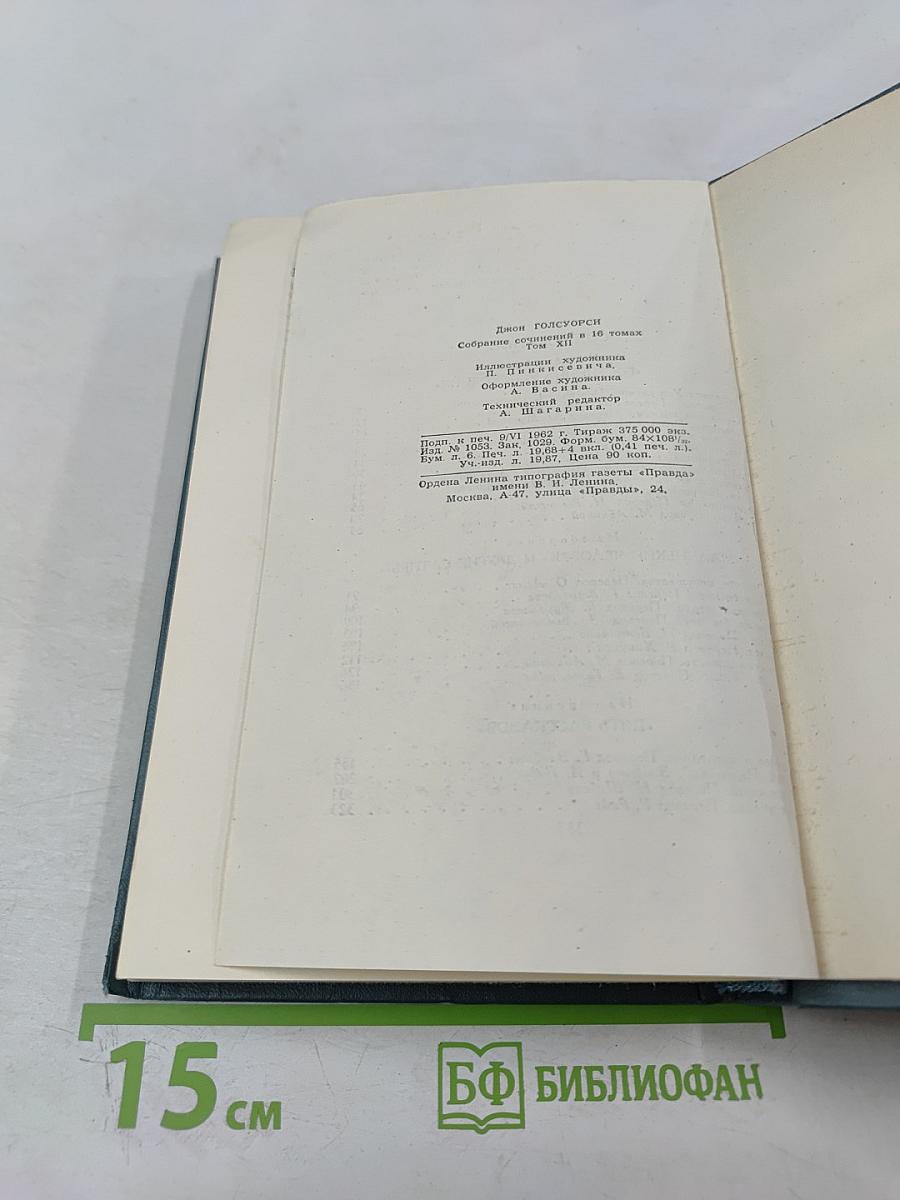 Джон ГОЛСУОРСИ
Собрание сочинений в 16 томах
Том XII
Иллюстрации художника
П. Пинкисевича.
Оформление художника
А. Васина.
Технический редактор
А. Шагарина.
Подп. к печ. 9/VI 1962 г. Тираж 375 000 экз.
Изд. № 1053. Зак. 1029. Форм. бум. 84×108¹/₃₂.
Бум. л. 6. Печ. л. 19,68+4 вкл. (0,41 печ. л.).
Уч.-изд. л. 19,87. Цена 90 коп.
Ордена Ленина типография газеты «Правда»
имени В. И. Ленина.
Москва, А-47, улица «Правды», 24.
15 см
БФ БИБЛИОФАН